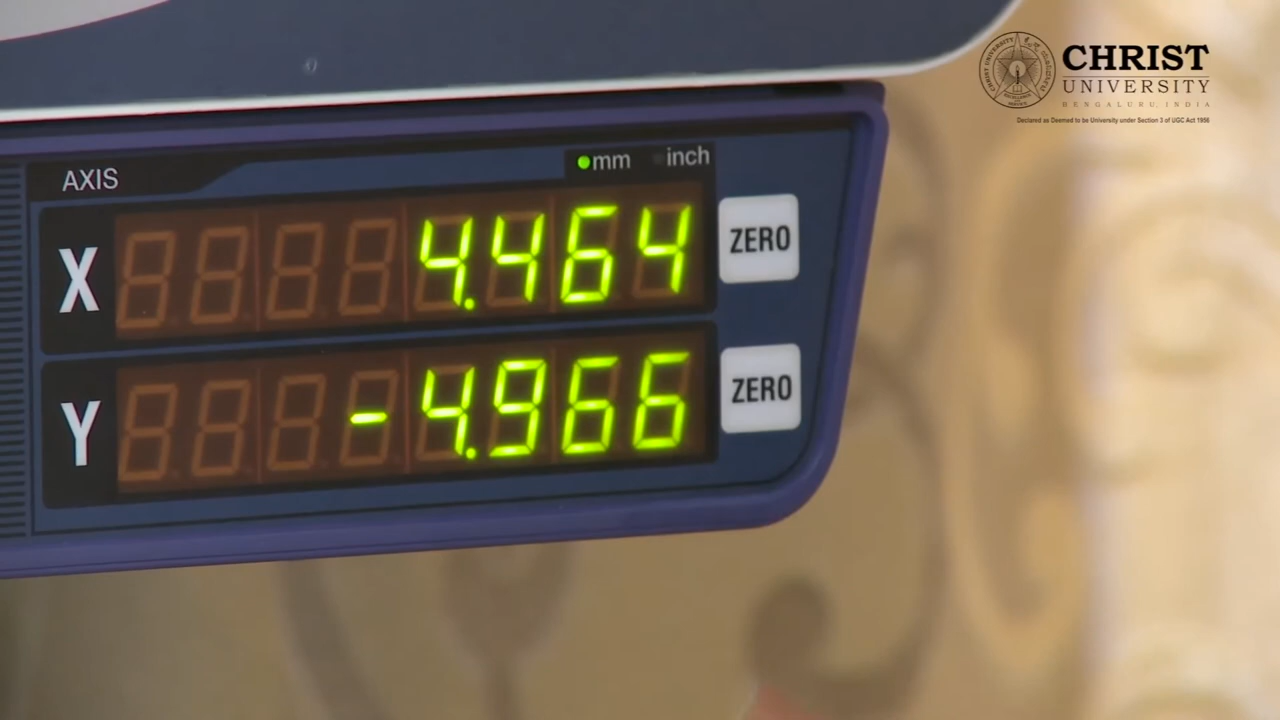 CHRIST
UNIVERSITY
BENGALURU, INDIA
Declared as Deemed to be University under Section 3 of UGC Act 1956
AXIS
mm inch
X 4.464 ZERO
Y -4.966 ZERO